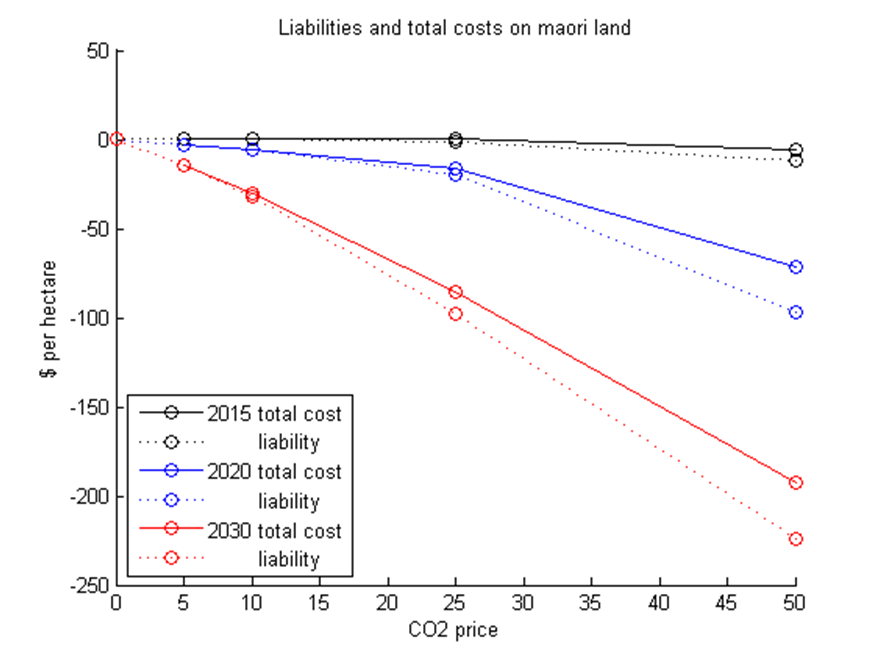 Liabilities and total costs on maori land
50
0
-50
-100
-150
-200
-250
$ per hectare
2015 total cost
liability
2020 total cost
liability
2030 total cost
liability
0 5 10 15 20 25 30 35 40 45 50
CO2 price